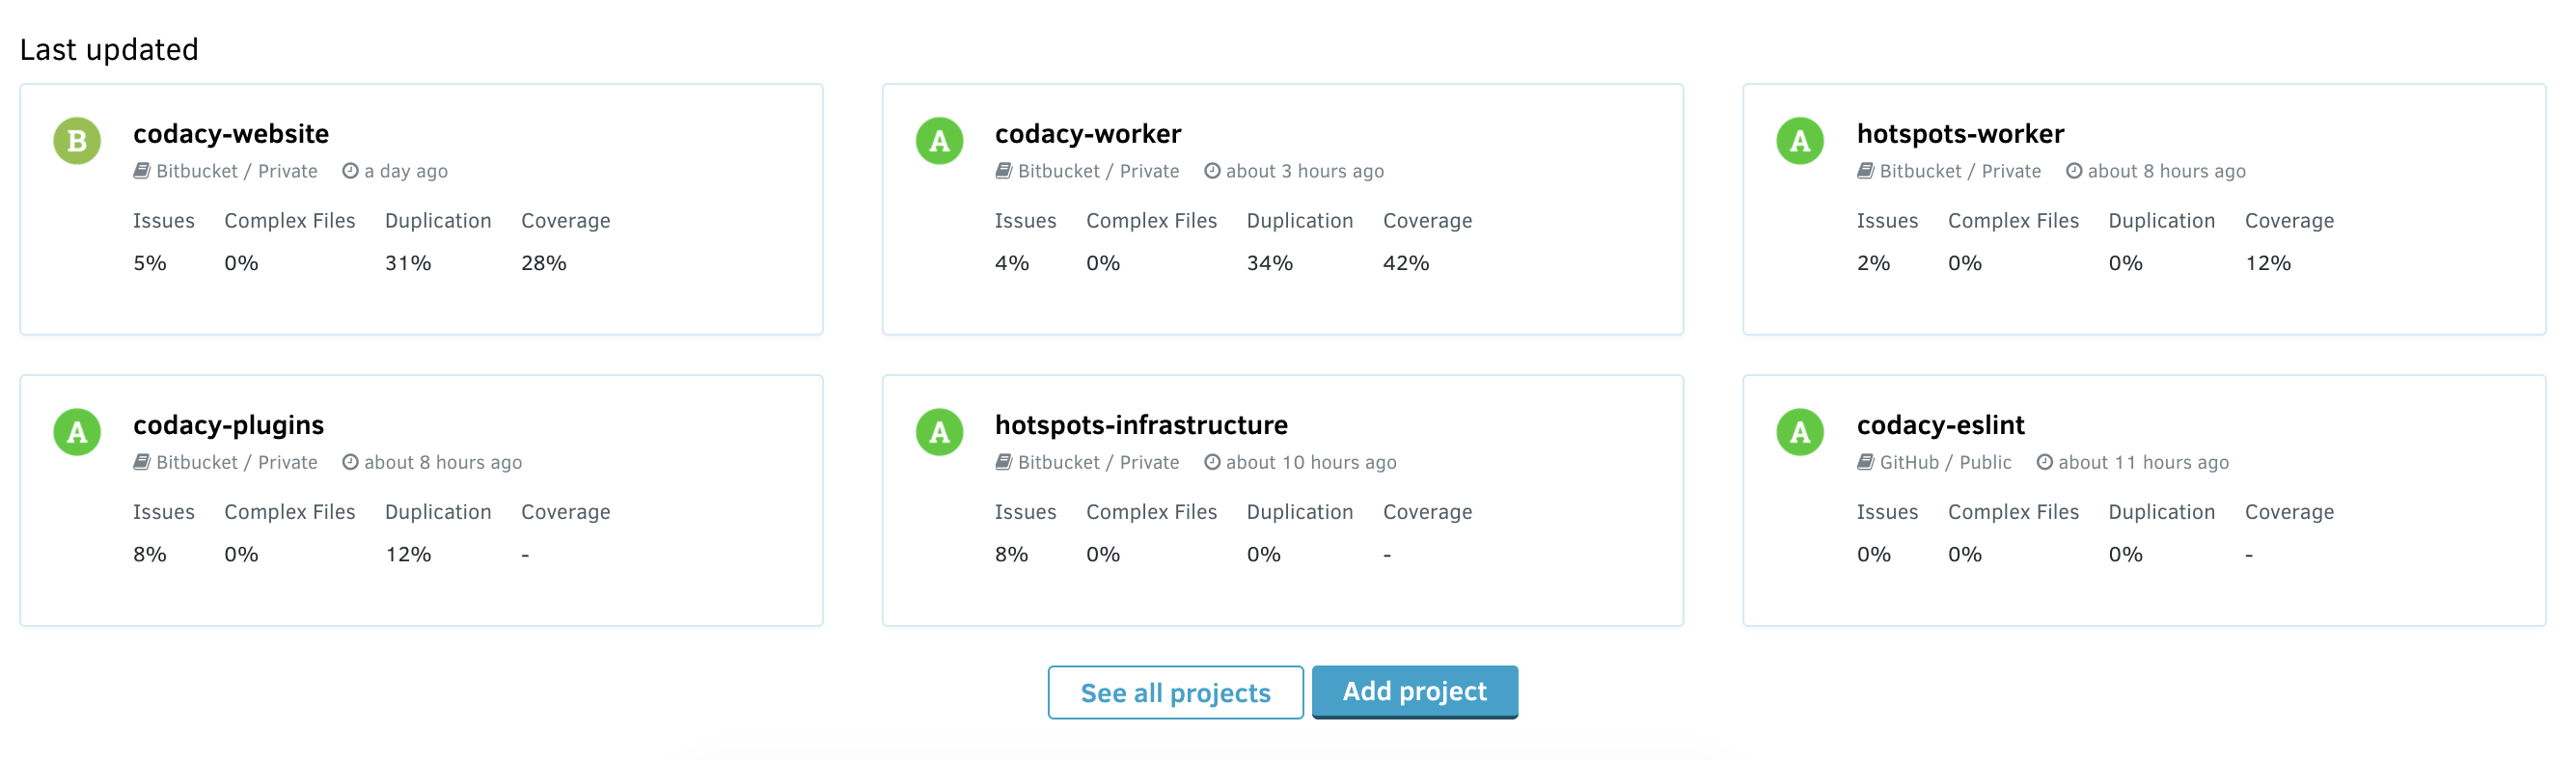 Last updated
B
codacy-website
Bitbucket / Private a day ago
Issues Complex Files Duplication Coverage
5% 0% 31% 28%
A
codacy-worker
Bitbucket / Private about 3 hours ago
Issues Complex Files Duplication Coverage
4% 0% 34% 42%
A
hotspots-worker
Bitbucket / Private about 8 hours ago
Issues Complex Files Duplication Coverage
2% 0% 0% 12%
A
codacy-plugins
Bitbucket / Private about 8 hours ago
Issues Complex Files Duplication Coverage
8% 0% 12% -
A
hotspots-infrastructure
Bitbucket / Private about 10 hours ago
Issues Complex Files Duplication Coverage
8% 0% 0% -
A
codacy-eslint
GitHub / Public about 11 hours ago
Issues Complex Files Duplication Coverage
0% 0% 0% -
See all projects
Add project